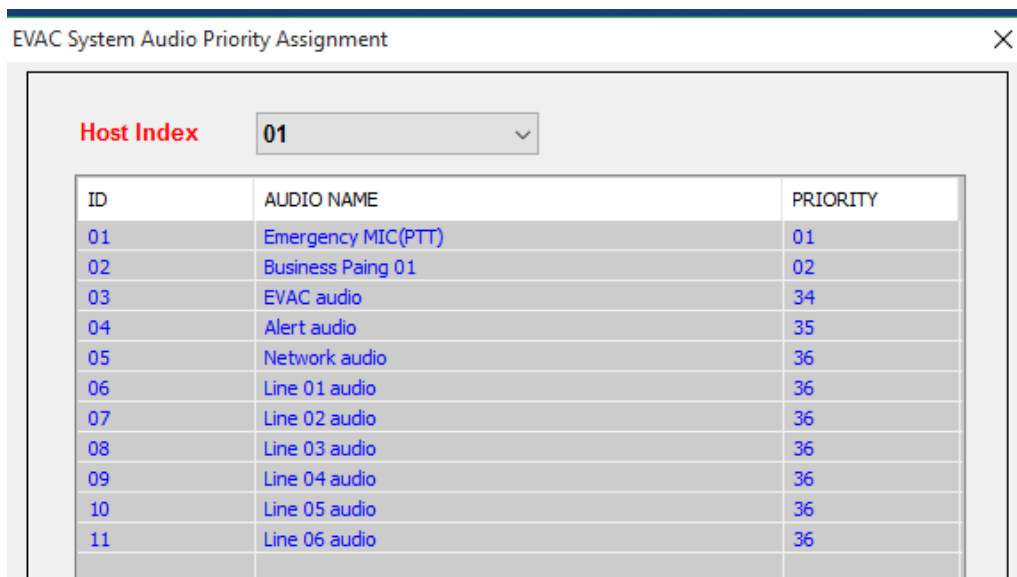 EVAC System Audio Priority Assignment
Host Index 01
ID AUDIO NAME PRIORITY
01 Emergency MIC(PTT) 01
02 Business Paing 01 02
03 EVAC audio 34
04 Alert audio 35
05 Network audio 36
06 Line 01 audio 36
07 Line 02 audio 36
08 Line 03 audio 36
09 Line 04 audio 36
10 Line 05 audio 36
11 Line 06 audio 36